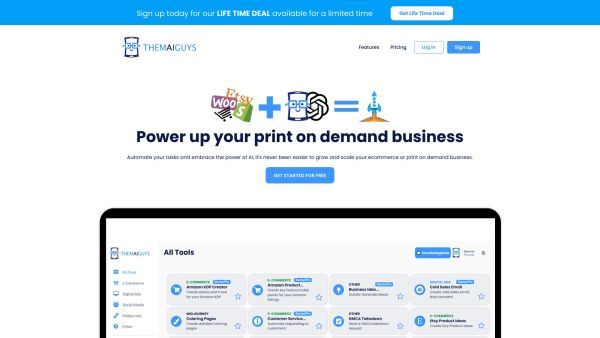 Sign up today for our LIFE TIME DEAL available for a limited time
Get Life Time Deal
THEMAIGUYS
Features
Pricing
Log in
Sign up
Etsy
WOO
Power up your print on demand business
Automate your tasks and embrace the power of AI, it's never been easier to grow and scale your ecommerce or print on demand business.
GET STARTED FOR FREE
THEMAIGUYS
All Tools
All Tools
e-Commerce
Digital Ads
Social Media
Midjourney
Other
E-COMMERCE
Amazon KDP Creator
Create stories and more for your Amazon KDP
E-COMMERCE
Amazon Product...
Create key feature bullet points for your amazon listings
OTHER
Business Idea...
Quickly Generate Ideas!
DIGITAL ADS
Cold Sales Email
Create cold sales email that convert!
MIDJOURNEY
Coloring Pages
Create detailed coloring pages
E-COMMERCE
Customer Service...
Automate responding to customers!
OTHER
DMCA Takedown
Send a DMCA takedown request
E-COMMERCE
Etsy Product Ideas
Create Etsy Product Ideas